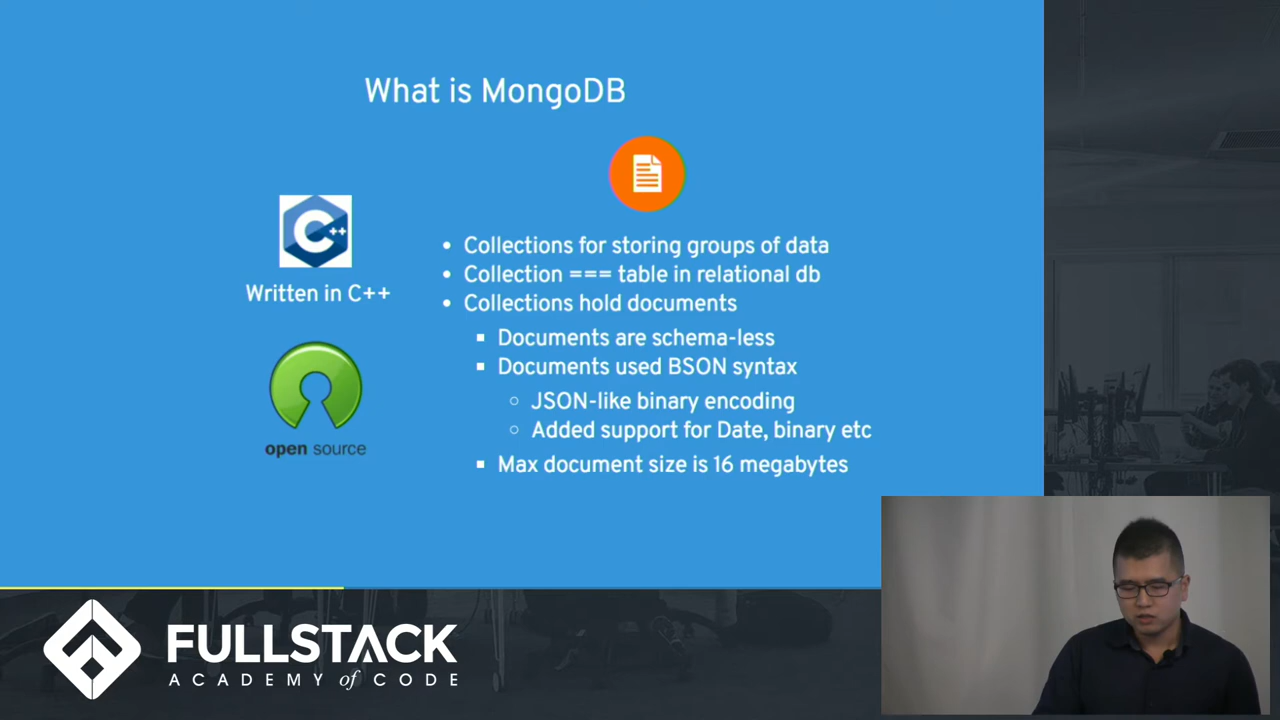 What is MongoDB
C++
Written in C++
open source
• Collections for storing groups of data
• Collection === table in relational db
• Collections hold documents
▪ Documents are schema-less
▪ Documents used BSON syntax
○ JSON-like binary encoding
○ Added support for Date, binary etc
▪ Max document size is 16 megabytes
FULLSTACK
ACADEMY of CODE